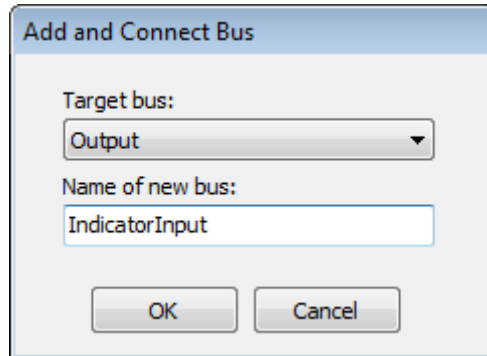 Add and Connect Bus
Target bus:
Output
Name of new bus:
IndicatorInput
OK
Cancel